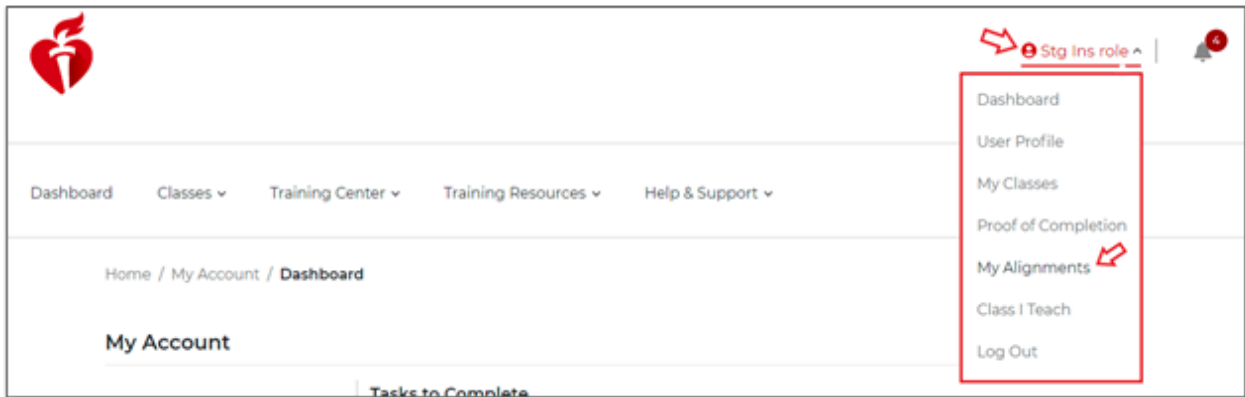 Stg Ins role
4
Dashboard
User Profile
My Classes
Proof of Completion
My Alignments
Class I Teach
Log Out
Dashboard Classes Training Center Training Resources Help & Support
Home / My Account / Dashboard
My Account
Tasks to Complete